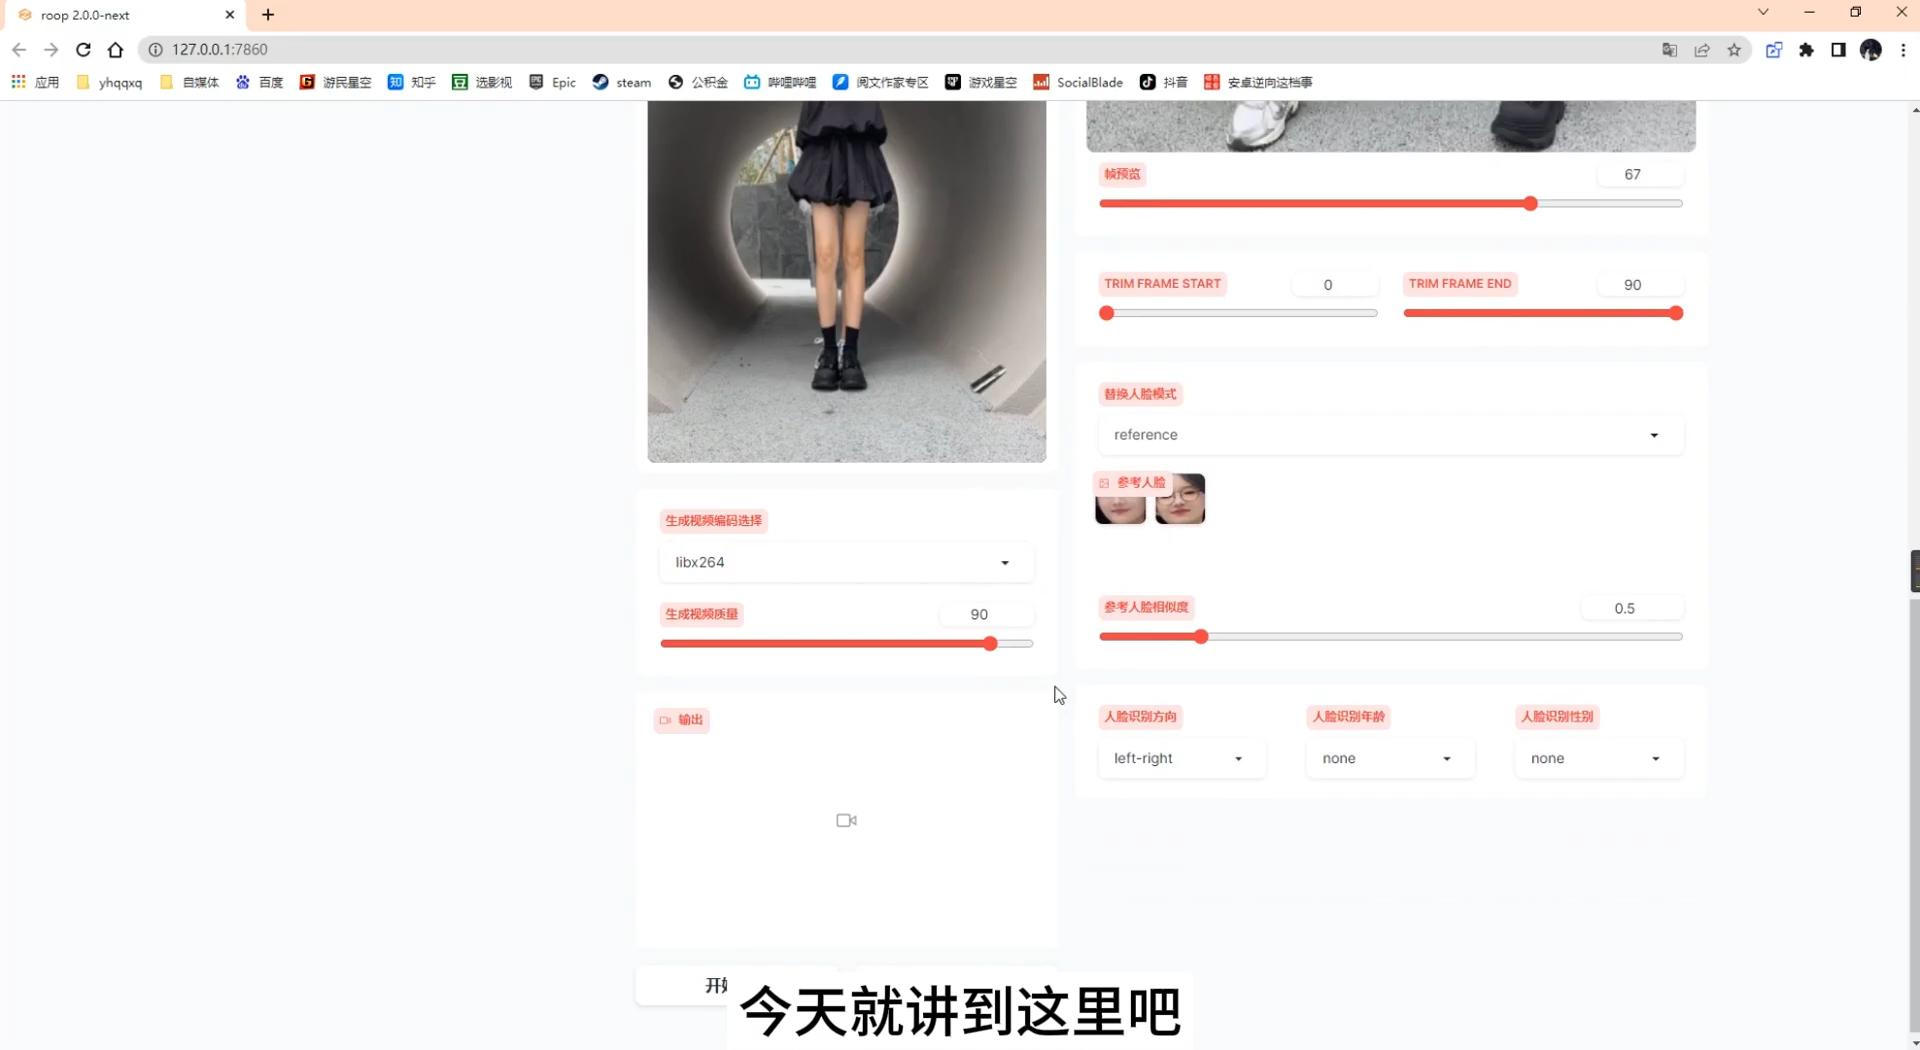 roop 2.0.0-next
127.0.0.1:7860
应用 yhqqxq 自媒体 百度 游民星空 知乎 选影视 Epic steam 公积金 哔哩哔哩 阅文作家专区 游戏星空 SocialBlade 抖音 安卓逆向这档事
帧预览 67
TRIM FRAME START 0 TRIM FRAME END 90
替换人脸模式
reference
参考人脸
生成视频编码选择
libx264
生成视频质量 90
参考人脸相似度 0.5
输出
人脸识别方向 人脸识别年龄 人脸识别性别
left-right none none
今天就讲到这里吧